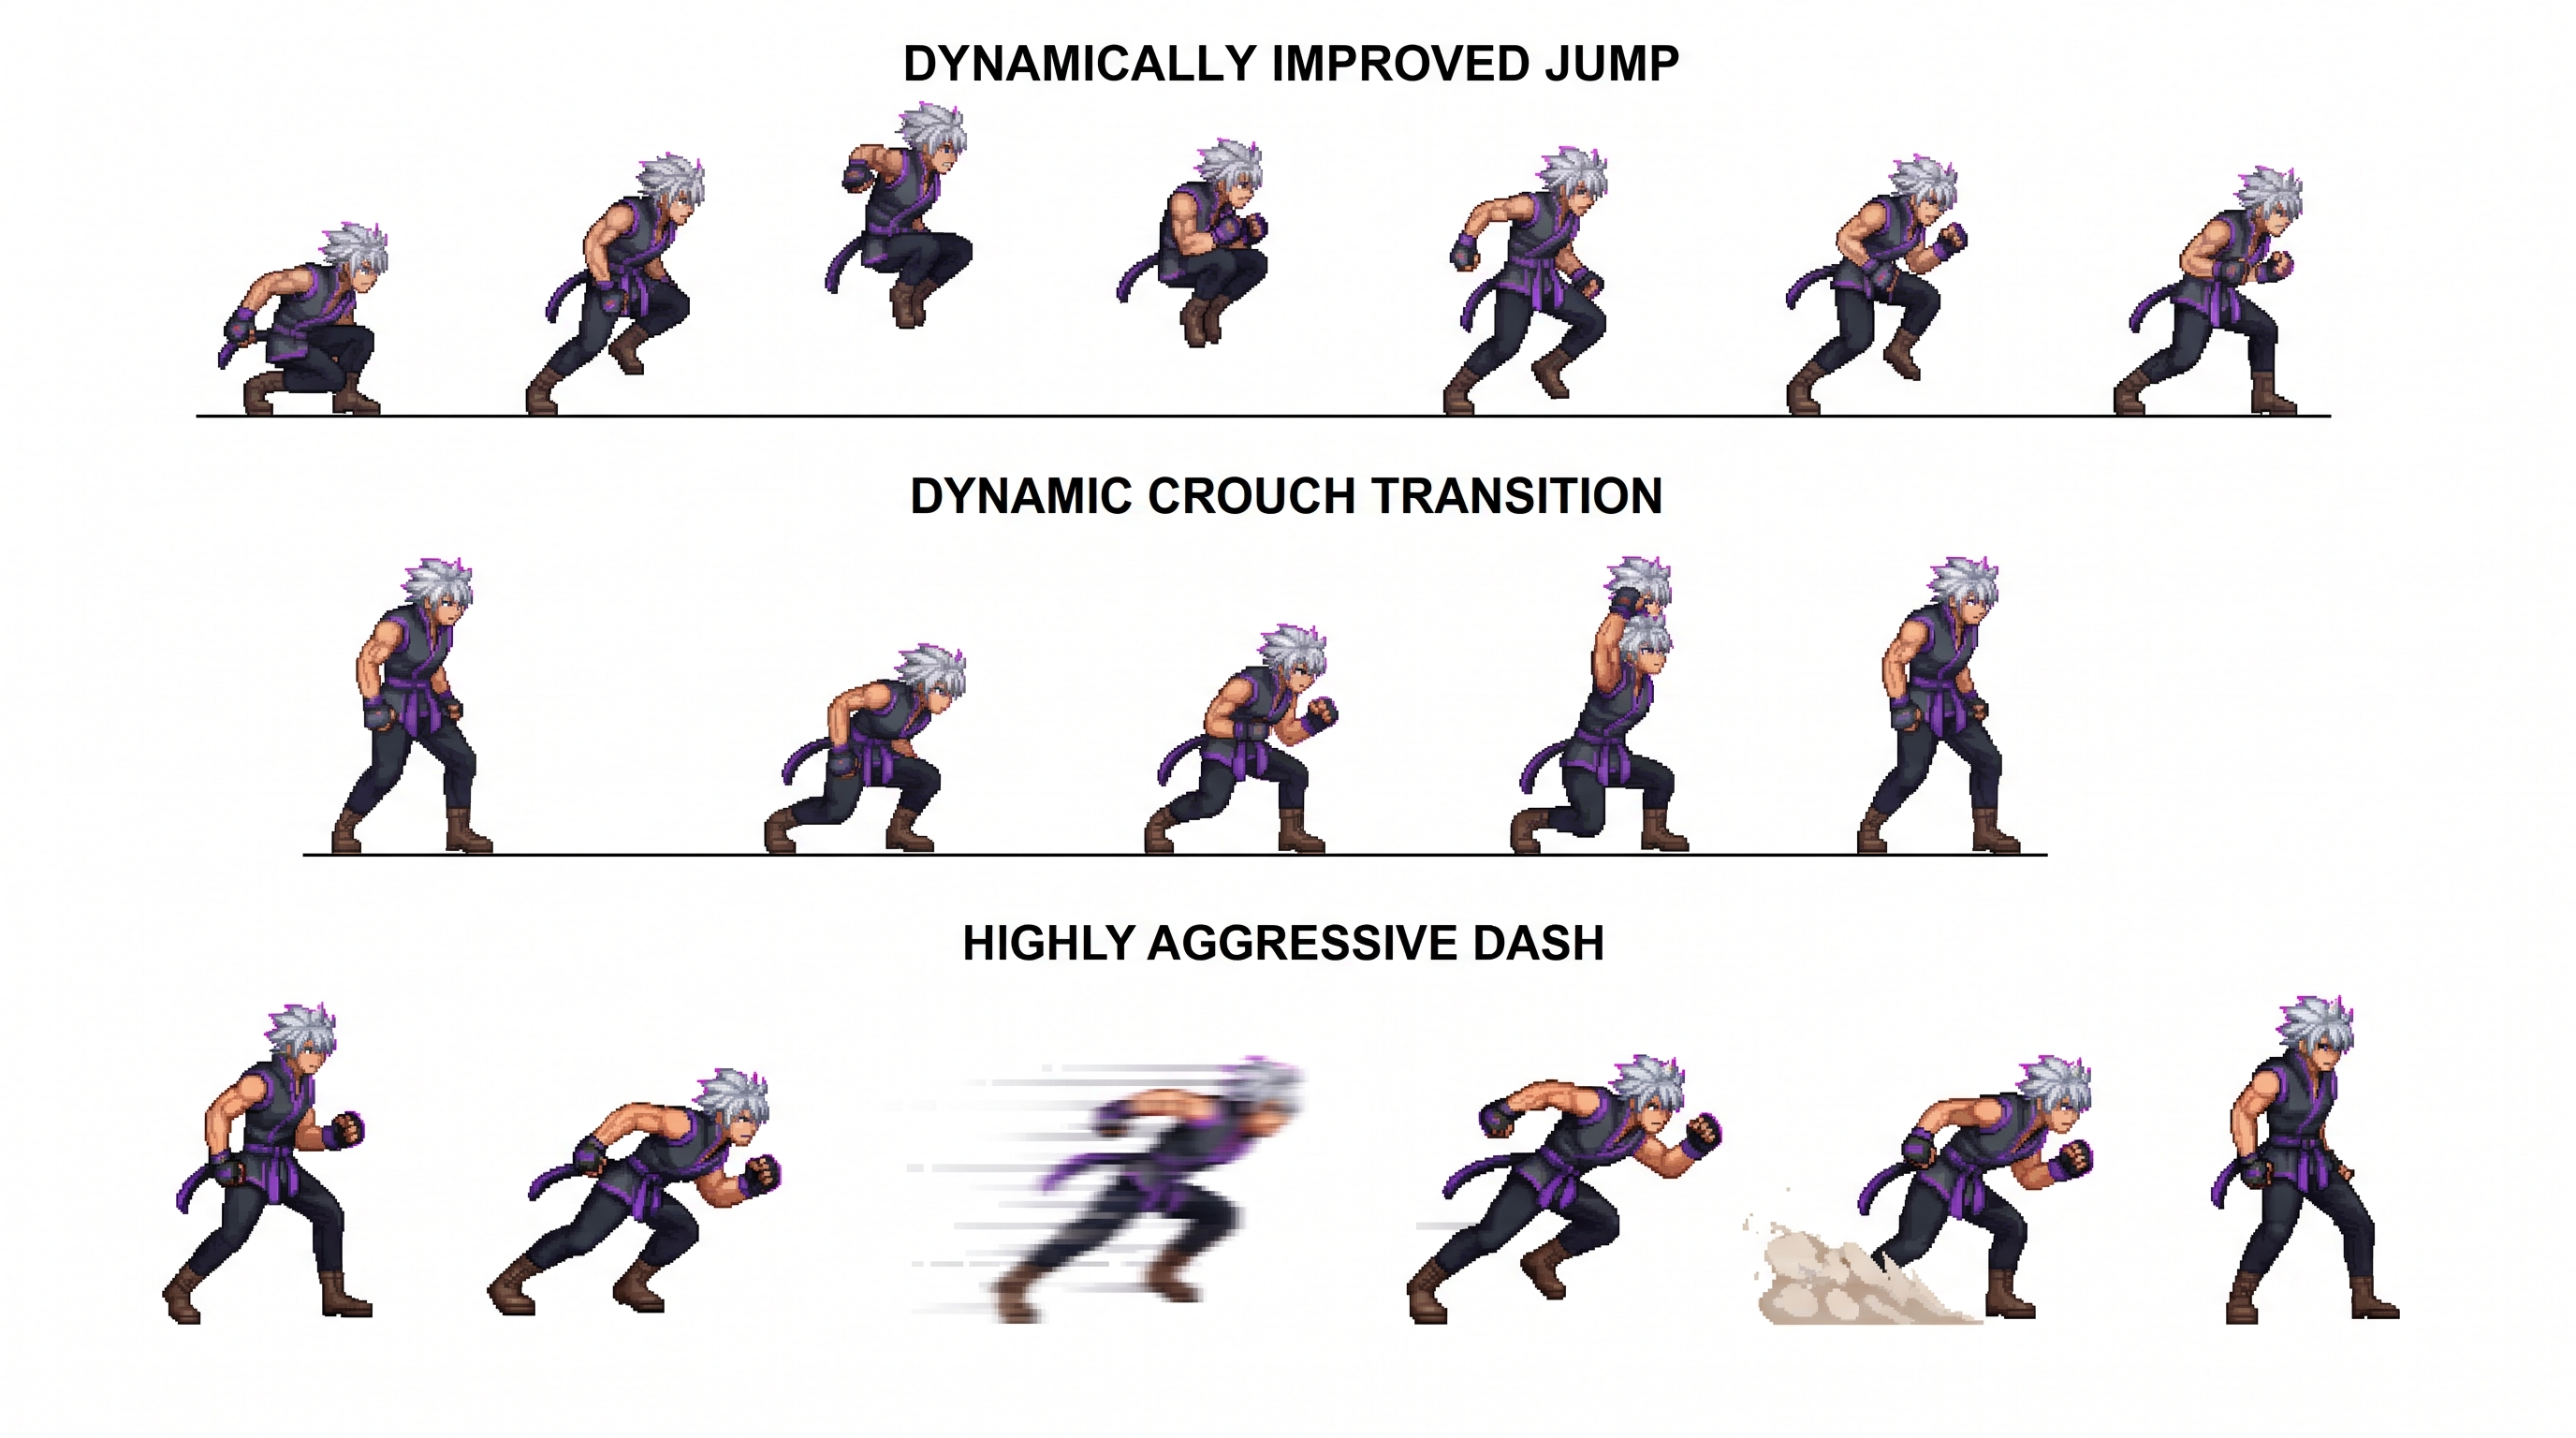 DYNAMICALLY IMPROVED JUMP
DYNAMIC CROUCH TRANSITION
HIGHLY AGGRESSIVE DASH